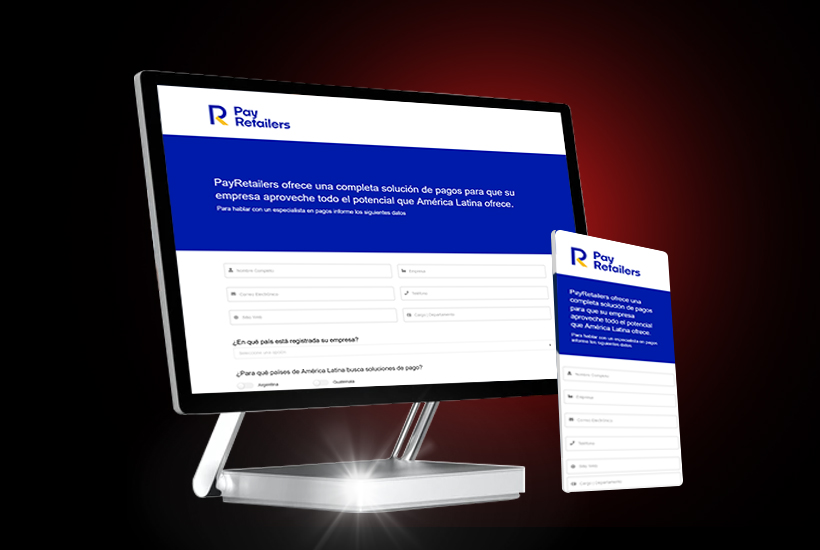 Pay
Retailers
PayRetailers ofrece una completa solución de pagos para que su
empresa aproveche todo el potencial que América Latina ofrece.
Para hablar con un especialista en pagos informe los siguientes datos
Nombre Completo
Empresa
Correo Electrónico
Teléfono
Sitio Web
Cargo / Departamento
¿En qué país está registrada su empresa?
Seleccione una opción
¿Para qué países de América Latina busca soluciones de pago?
Argentina
Guatemala
Pay
Retailers
PayRetailers ofrece una
completa solución de pagos
para que su empresa
aproveche todo el potencial
que América Latina ofrece.
Para hablar con un especialista en pagos
informe los siguientes datos
Nombre Completo
Empresa
Correo Electrónico
Teléfono
Sitio Web
Cargo / Departamento